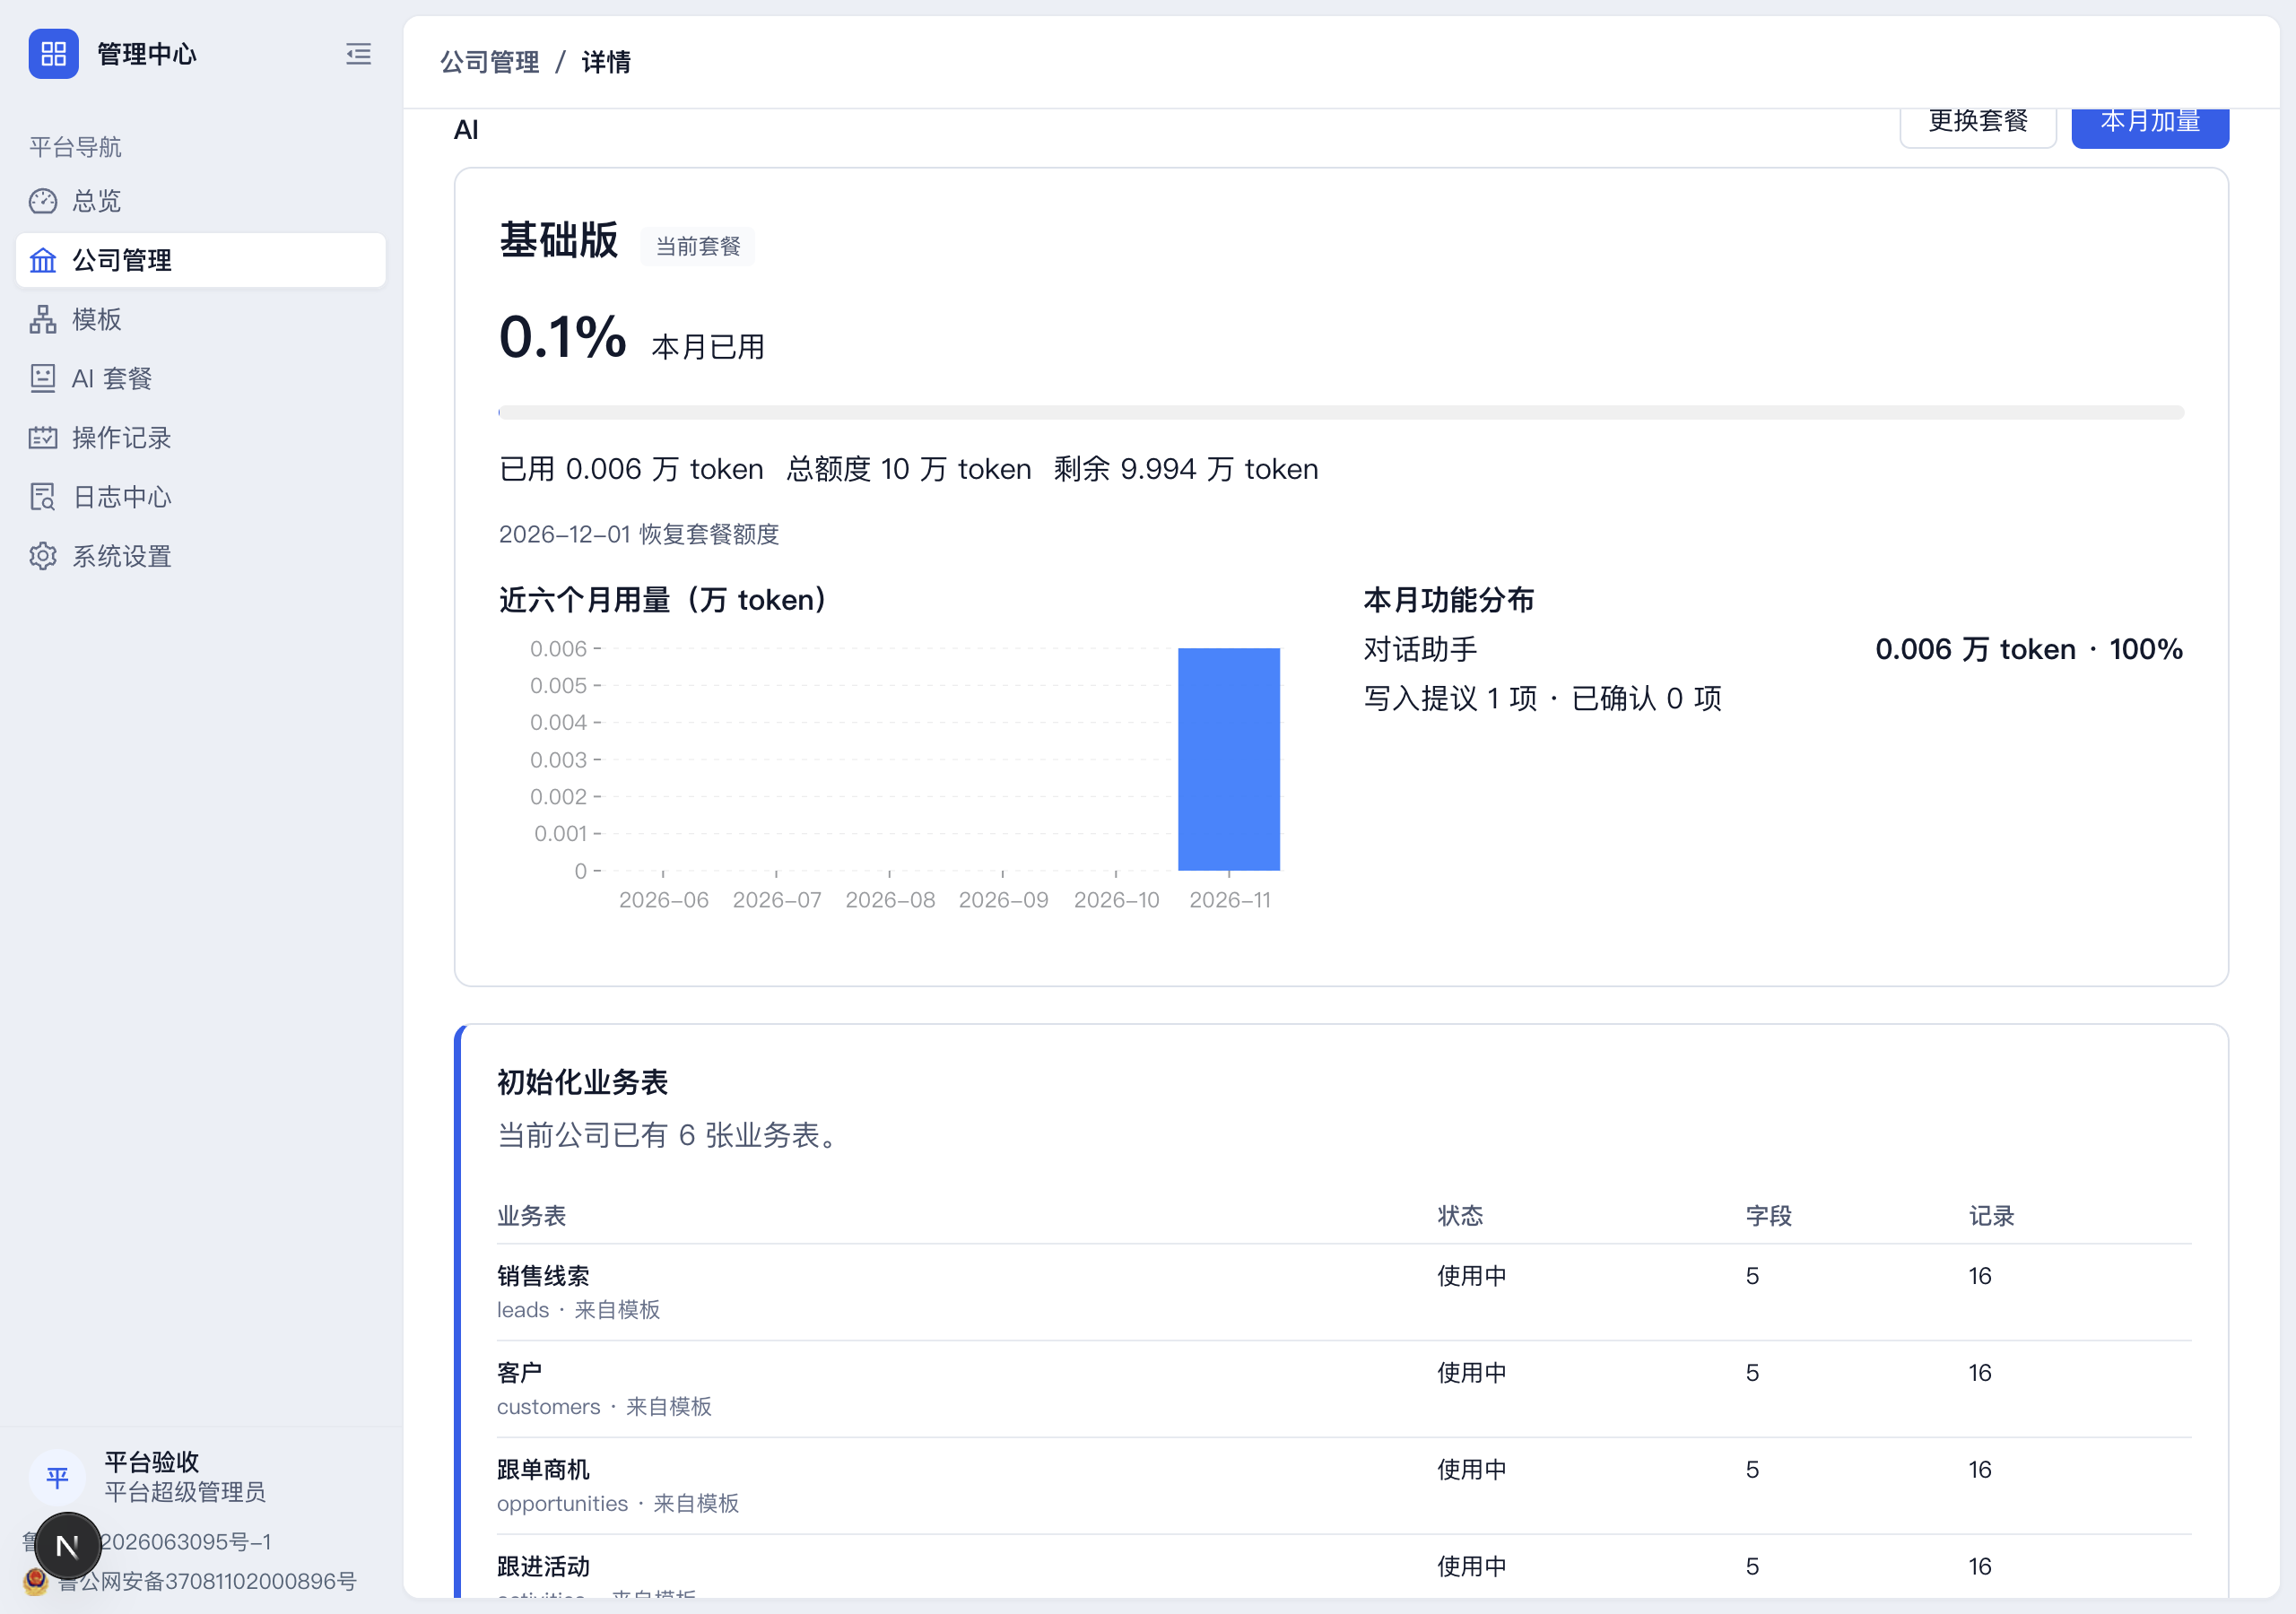 管理中心
平台导航
总览
公司管理
模板
AI 套餐
操作记录
日志中心
系统设置
平
平台验收
平台超级管理员
2026063095号-1
鲁公网安备37081102000896号
N
公司管理 / 详情
AI
更换套餐
本月加量
基础版 当前套餐
0.1% 本月已用
已用 0.006 万 token 总额度 10 万 token 剩余 9.994 万 token
2026-12-01 恢复套餐额度
近六个月用量（万 token）
0.006
0.005
0.004
0.003
0.002
0.001
0
2026-06 2026-07 2026-08 2026-09 2026-10 2026-11
本月功能分布
对话助手 0.006 万 token · 100%
写入提议 1 项 · 已确认 0 项
初始化业务表
当前公司已有 6 张业务表。
业务表 状态 字段 记录
销售线索 使用中 5 16
leads · 来自模板
客户 使用中 5 16
customers · 来自模板
跟单商机 使用中 5 16
opportunities · 来自模板
跟进活动 使用中 5 16
activities · 来自模板